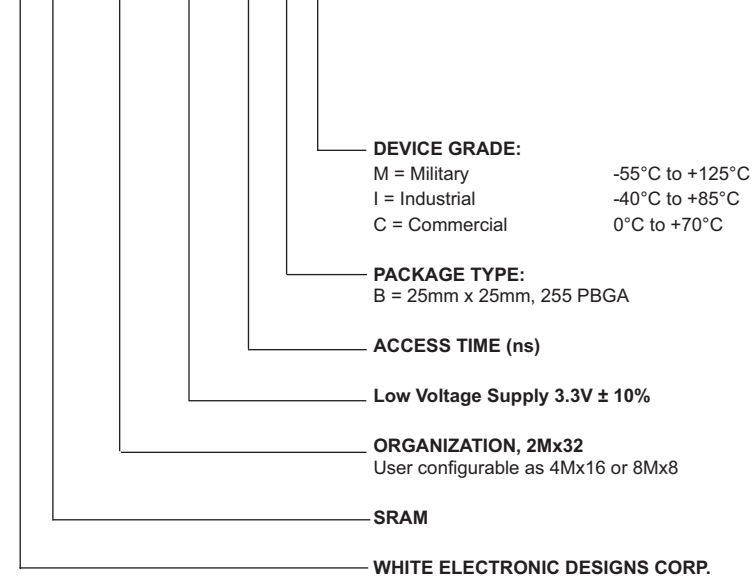 DEVICE GRADE:
M = Military -55°C to +125°C
I = Industrial -40°C to +85°C
C = Commercial 0°C to +70°C
PACKAGE TYPE:
B = 25mm x 25mm, 255 PBGA
ACCESS TIME (ns)
Low Voltage Supply 3.3V ± 10%
ORGANIZATION, 2Mx32
User configurable as 4Mx16 or 8Mx8
SRAM
WHITE ELECTRONIC DESIGNS CORP.